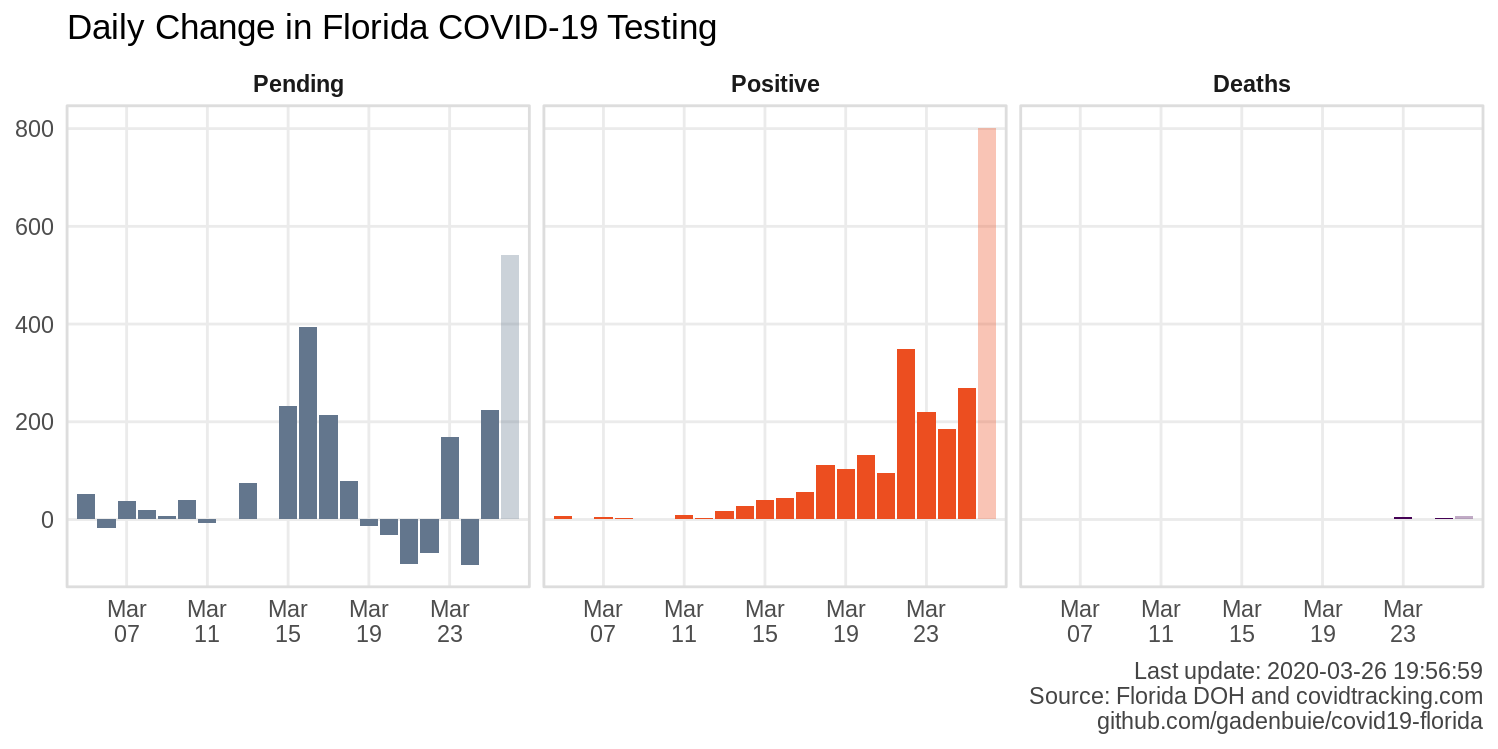 Daily Change in Florida COVID-19 Testing
Pending
Positive
Deaths
800
600
400
200
0
Mar 07
Mar 11
Mar 15
Mar 19
Mar 23
Mar 07
Mar 11
Mar 15
Mar 19
Mar 23
Mar 07
Mar 11
Mar 15
Mar 19
Mar 23
Last update: 2020-03-26 19:56:59
Source: Florida DOH and covidtracking.com
github.com/gadenbuie/covid19-florida